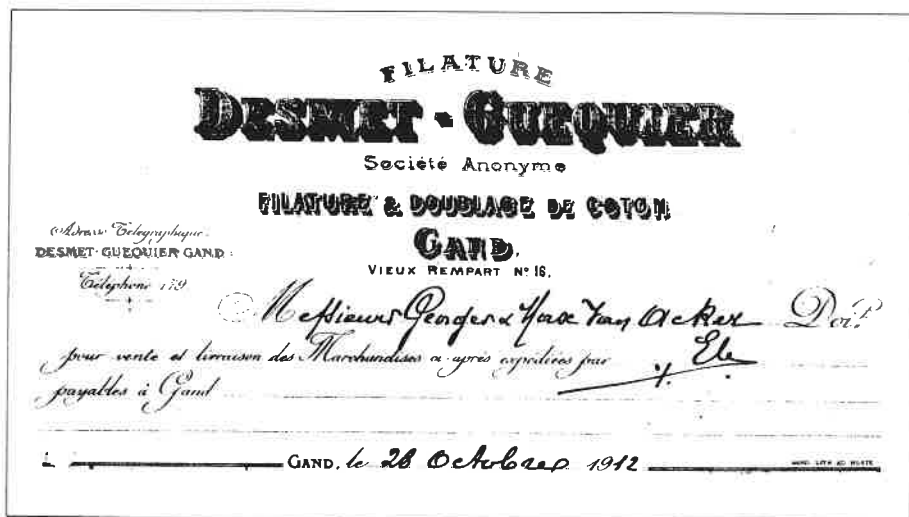 FILATURE
DESMET-GUEQUIER
Société Anonyme
FILATURE & DOUBLAGE DE COTON
GAND.
VIEUX REMPART N° 16.
Adresse Télégraphique:
DESMET-GUEQUIER GAND.
Téléphone 179
Messieurs Georges & Max Van Acker Doit
pour vente et livraison des Marchandises ci après expédiées par
payables à Gand
GAND, le 26 Octobre 1912